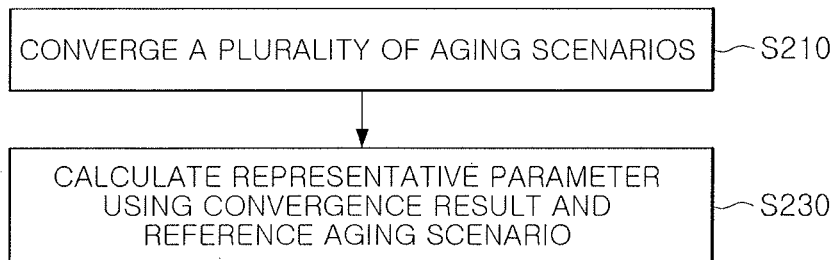 CONVERGE A PLURALITY OF AGING SCENARIOS
S210
CALCULATE REPRESENTATIVE PARAMETER
USING CONVERGENCE RESULT AND
REFERENCE AGING SCENARIO
S230